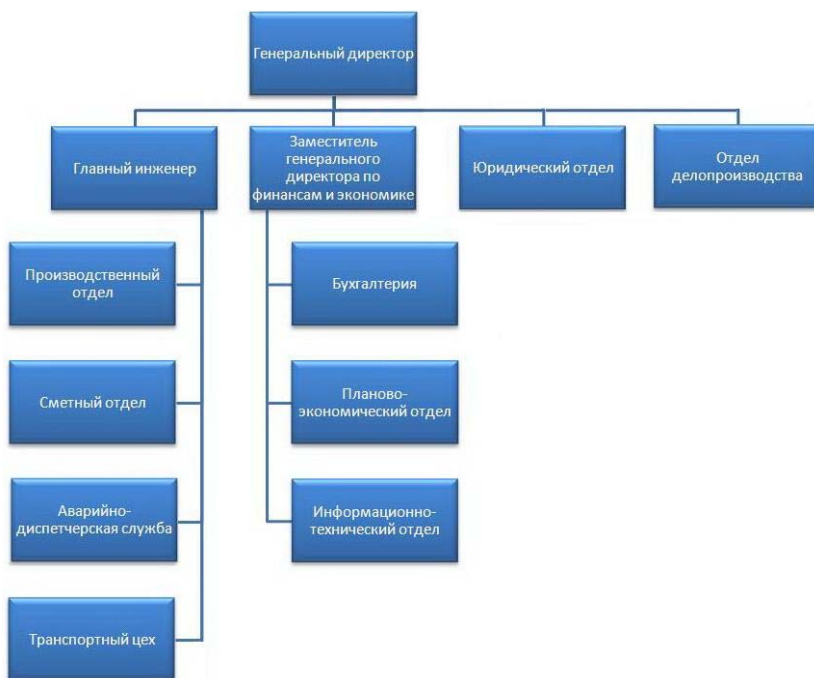 Генеральный директор
Главный инженер
Заместитель
генерального
директора по
финансам и экономике
Юридический отдел
Отдел
делопроизводства
Производственный
отдел
Бухгалтерия
Сметный отдел
Планово-
экономический отдел
Аварийно-
диспетчерская служба
Информационно-
технический отдел
Транспортный цех